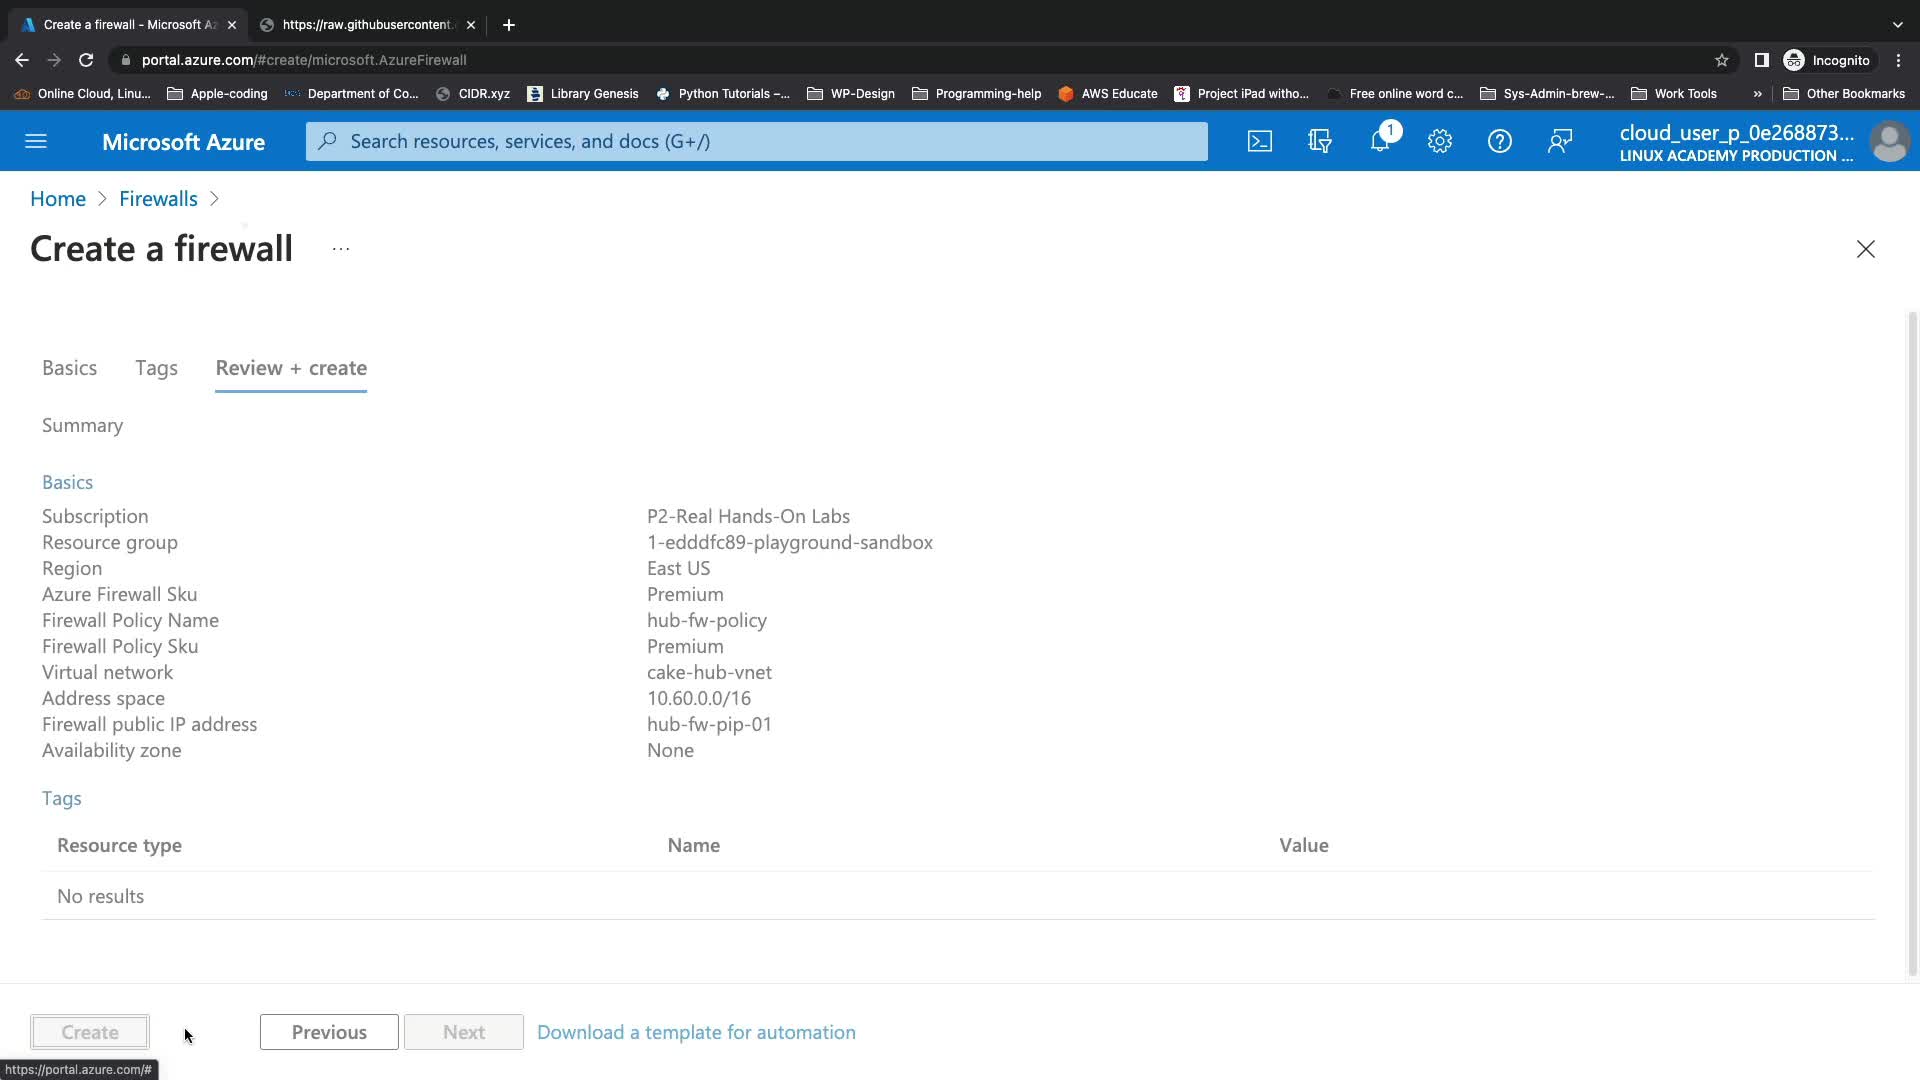 Create a firewall - Microsoft Az
https://raw.githubusercontent.c
portal.azure.com/#create/microsoft.AzureFirewall
Incognito
Online Cloud, Linu...
Apple-coding
Department of Co...
CIDR.xyz
Library Genesis
Python Tutorials –...
WP-Design
Programming-help
AWS Educate
Project iPad witho...
Free online word c...
Sys-Admin-brew-...
Work Tools
»
Other Bookmarks
Microsoft Azure
Search resources, services, and docs (G+/)
1
cloud_user_p_0e268873...
LINUX ACADEMY PRODUCTION ...
Home > Firewalls >
Create a firewall ...
Basics
Tags
Review + create
Summary
Basics
Subscription P2-Real Hands-On Labs
Resource group 1-edddfc89-playground-sandbox
Region East US
Azure Firewall Sku Premium
Firewall Policy Name hub-fw-policy
Firewall Policy Sku Premium
Virtual network cake-hub-vnet
Address space 10.60.0.0/16
Firewall public IP address hub-fw-pip-01
Availability zone None
Tags
Resource type Name Value
No results
Create
Previous
Next
Download a template for automation
https://portal.azure.com/#